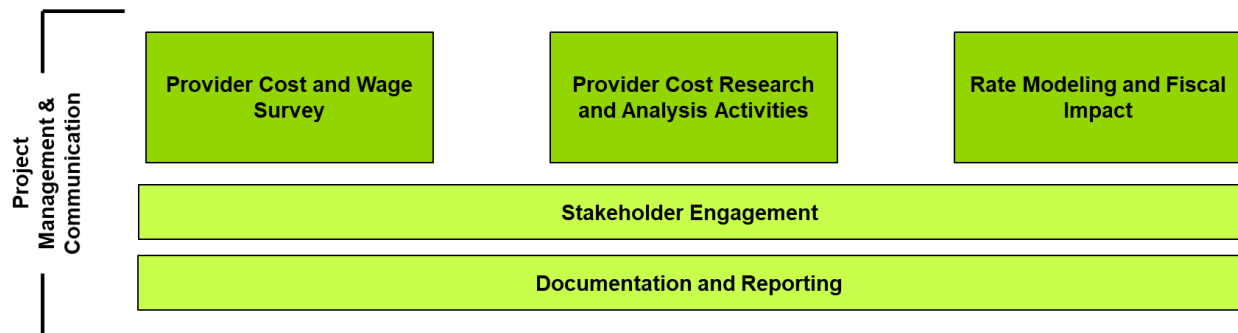 Project
Management &
Communication
Provider Cost and Wage
Survey
Provider Cost Research
and Analysis Activities
Rate Modeling and Fiscal
Impact
Stakeholder Engagement
Documentation and Reporting